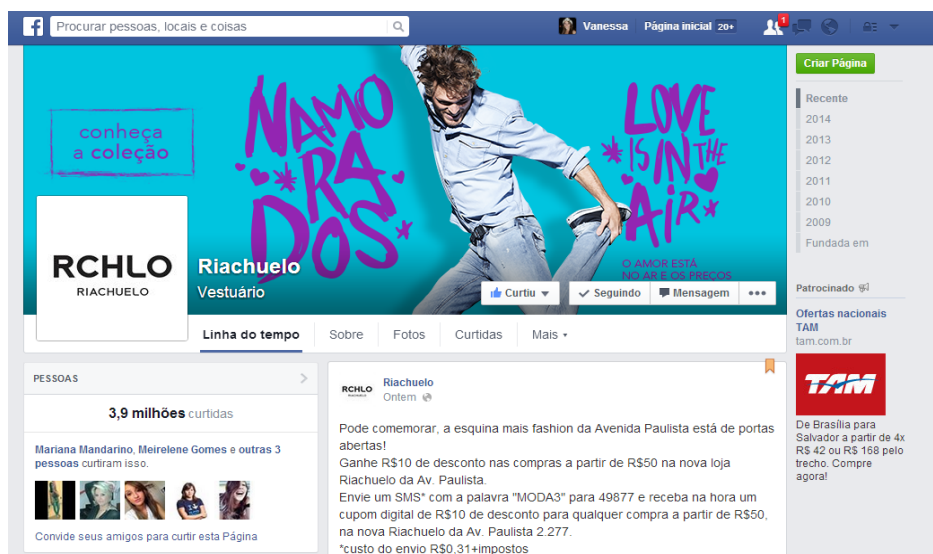 Procurar pessoas, locais e coisas
Vanessa
Página inicial 20+
1
conheça
a coleção
NAMO
RA
DOS
LOVE
IS IN THE
AIR
O AMOR ESTÁ
NO AR E OS PREÇOS
RCHLO
RIACHUELO
Riachuelo
Vestuário
Curtiu
Seguindo
Mensagem
Linha do tempo
Sobre
Fotos
Curtidas
Mais
Criar Página
Recente
2014
2013
2012
2011
2010
2009
Fundada em
PESSOAS
3,9 milhões curtidas
Mariana Mandarino, Meirelene Gomes e outras 3
pessoas curtiram isso.
Convide seus amigos para curtir esta Página
RCHLO
RIACHUELO
Riachuelo
Ontem
Pode comemorar, a esquina mais fashion da Avenida Paulista está de portas
abertas!
Ganhe R$10 de desconto nas compras a partir de R$50 na nova loja
Riachuelo da Av. Paulista.
Envie um SMS* com a palavra "MODA3" para 49877 e receba na hora um
cupom digital de R$10 de desconto para qualquer compra a partir de R$50,
na nova Riachuelo da Av. Paulista 2.277.
*custo do envio R$0,31+impostos
Patrocinado
Ofertas nacionais
TAM
tam.com.br
TAM
De Brasília para
Salvador a partir de 4x
R$ 42 ou R$ 168 pelo
trecho. Compre
agora!